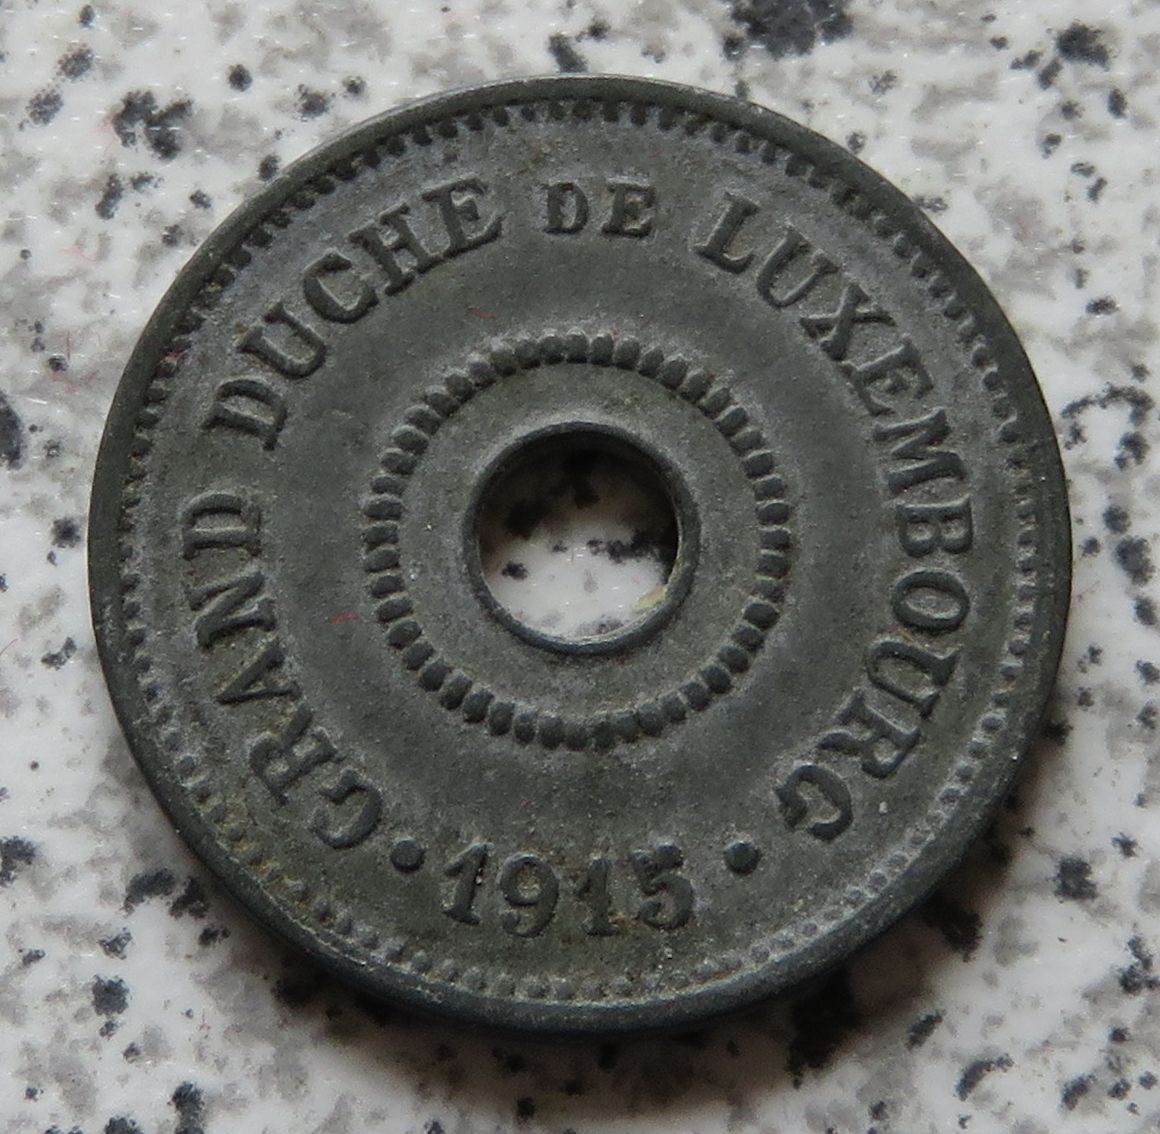 GRAND DUCHE DE LUXEMBOURG
• 1915 •